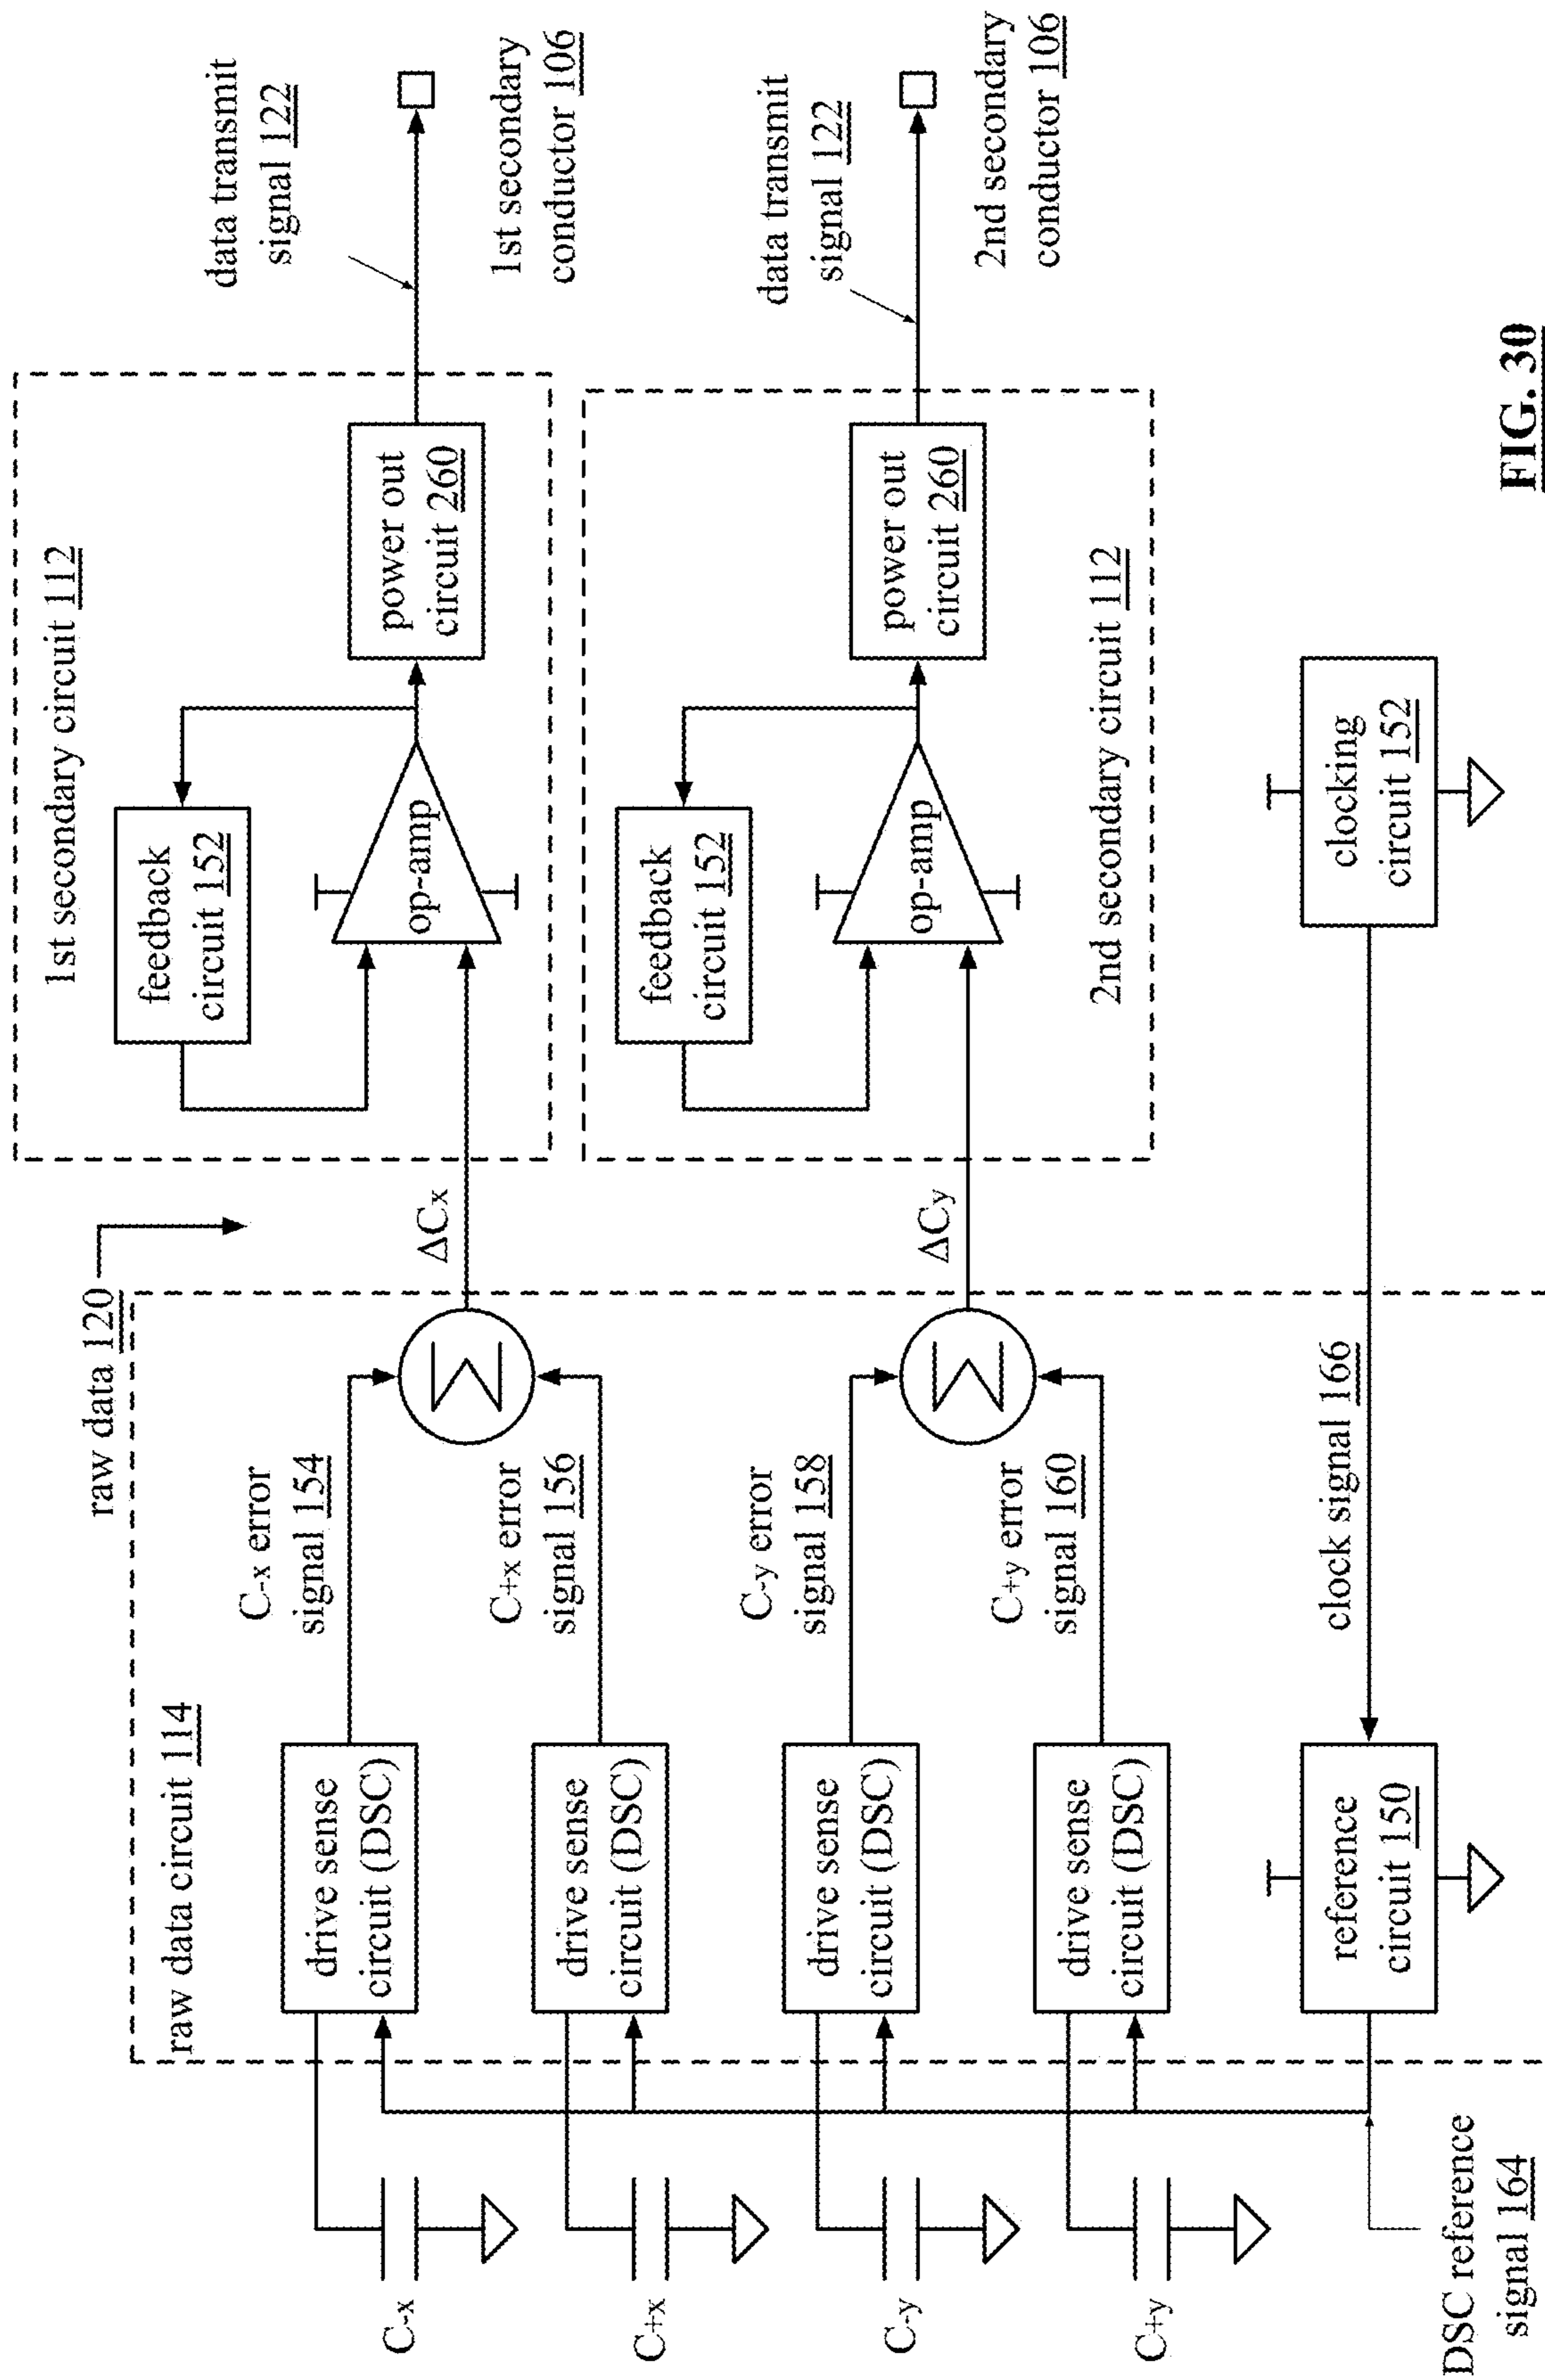 raw data 120
raw data circuit 114
1st secondary circuit 112
C-x
drive sense
circuit (DSC)
C-x error
signal 154
C+x
drive sense
circuit (DSC)
C+x error
signal 156
Σ
ΔCx
feedback
circuit 152
op-amp
power out
circuit 260
data transmit
signal 122
1st secondary
conductor 106
C-y
drive sense
circuit (DSC)
C-y error
signal 158
C+y
drive sense
circuit (DSC)
C+y error
signal 160
Σ
ΔCy
feedback
circuit 152
op-amp
power out
circuit 260
data transmit
signal 122
2nd secondary
conductor 106
2nd secondary circuit 112
DSC reference
signal 164
reference
circuit 150
clock signal 166
clocking
circuit 152
FIG. 30